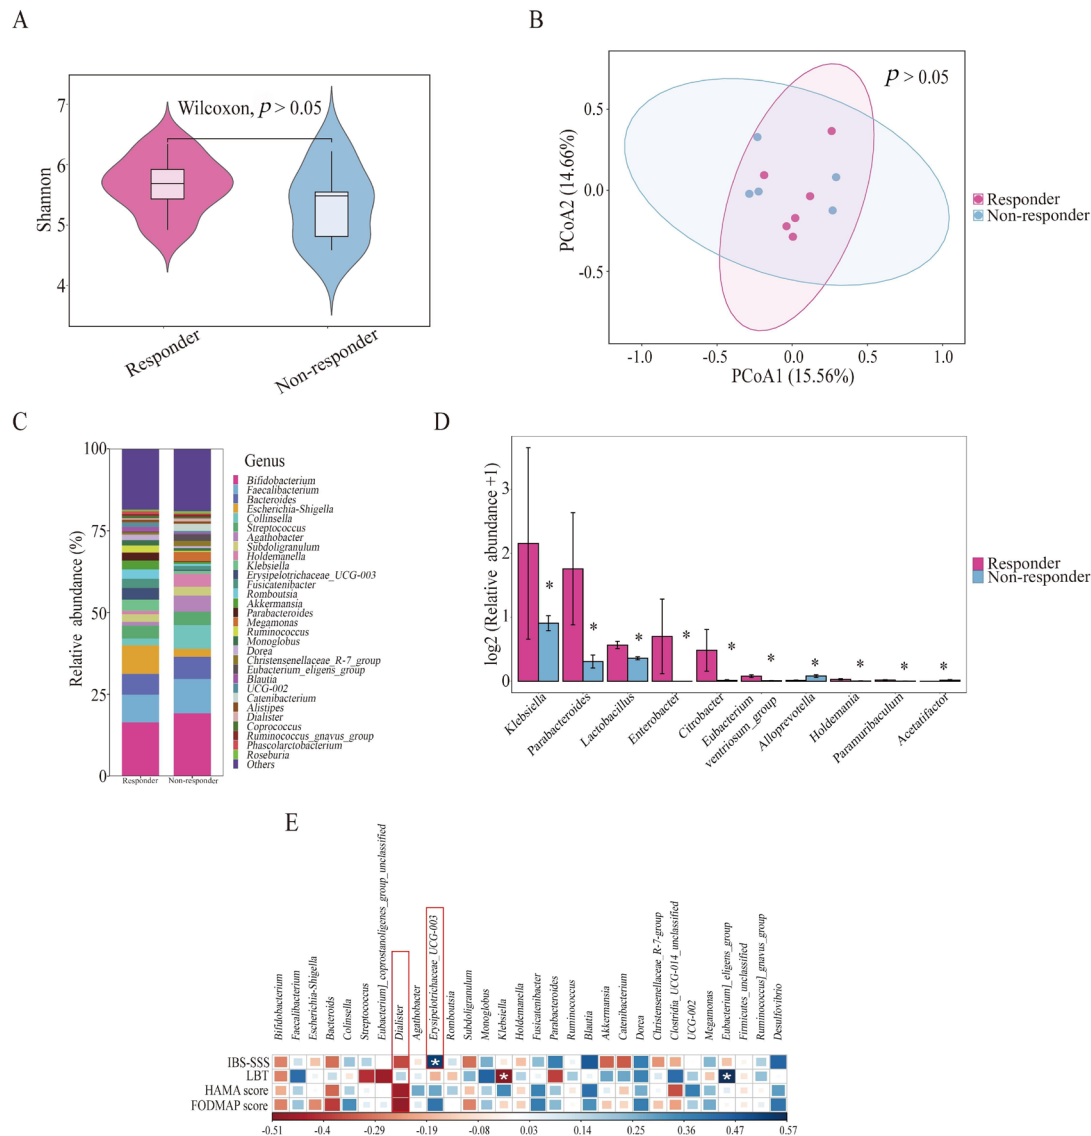 A
Shannon
7
6
5
4
Wilcoxon, p > 0.05
Responder
Non-responder
B
PCoA2 (14.66%)
0.5
0.0
-0.5
p > 0.05
-1.0
-0.5
0.0
0.5
1.0
PCoA1 (15.56%)
Responder
Non-responder
C
Relative abundance (%)
100
75
50
25
0
Responder
Non-responder
Genus
Bifidobacterium
Faecalibacterium
Bacteroides
Escherichia-Shigella
Collinsella
Streptococcus
Agathobacter
Subdoligranulum
Holdemanella
Klebsiella
Erysipelotrichaceae_UCG-003
Fusicatenibacter
Romboutsia
Akkermansia
Parabacteroides
Megamonas
Ruminococcus
Monoglobus
Dorea
Christensenellaceae_R-7_group
Eubacterium_eligens_group
Blautia
UCG-002
Catenibacterium
Alistipes
Dialister
Coprococcus
Ruminococcus_gnavus_group
Phascolarctobacterium
Roseburia
Others
D
log2 (Relative abundance +1)
3
2
1
0
*
*
*
*
*
*
*
*
*
*
Klebsiella
Parabacteroides
Lactobacillus
Enterobacter
Citrobacter
Eubacterium
ventriosum_group
Alloprevotella
Holdemania
Paramuribaculum
Acetatifactor
Responder
Non-responder
E
Bifidobacterium
Faecalibacterium
Escherichia-Shigella
Bacteroids
Colinsella
Streptococcus
Eubacterium]_coprostanoligenes_group_unclassified
Dialister
Agathobacter
Erysipelotrichaceae_UCG-003
Romboutsia
Subdoligranulum
Monoglobus
Klebsiella
Holdemanella
Fusicatenibacter
Parabacteroides
Ruminococcus
Blautia
Akkermansia
Catenibacterium
Dorea
Christensenellaceae_R-7-group
Clostridia_UCG-014_unclassified
UCG-002
Megamonas
Eubacterium]_eligens_group
Firmicutes_unclassified
Ruminococcus]_gnavus_group
Desulfovibrio
IBS-SSS
*
LBT
*
*
HAMA score
FODMAP score
-0.51
-0.4
-0.29
-0.19
-0.08
0.03
0.14
0.25
0.36
0.47
0.57